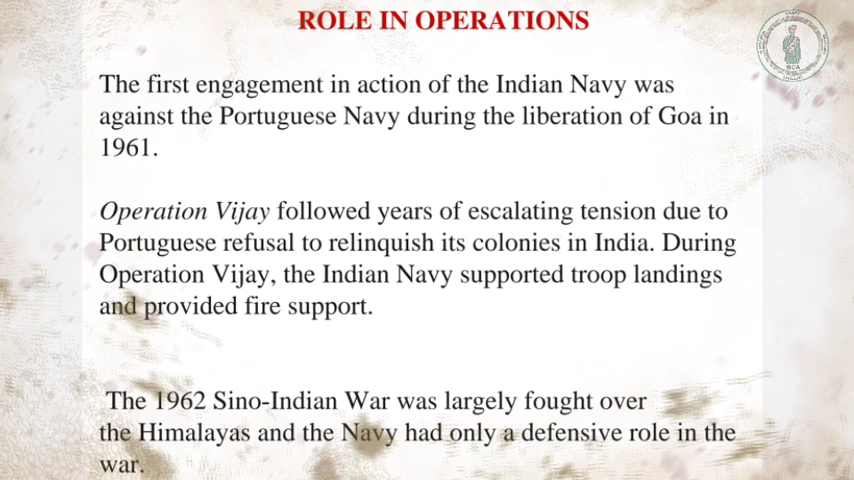 ROLE IN OPERATIONS
The first engagement in action of the Indian Navy was
against the Portuguese Navy during the liberation of Goa in
1961.
Operation Vijay followed years of escalating tension due to
Portuguese refusal to relinquish its colonies in India. During
Operation Vijay, the Indian Navy supported troop landings
and provided fire support.
The 1962 Sino-Indian War was largely fought over
the Himalayas and the Navy had only a defensive role in the
war.
GCA